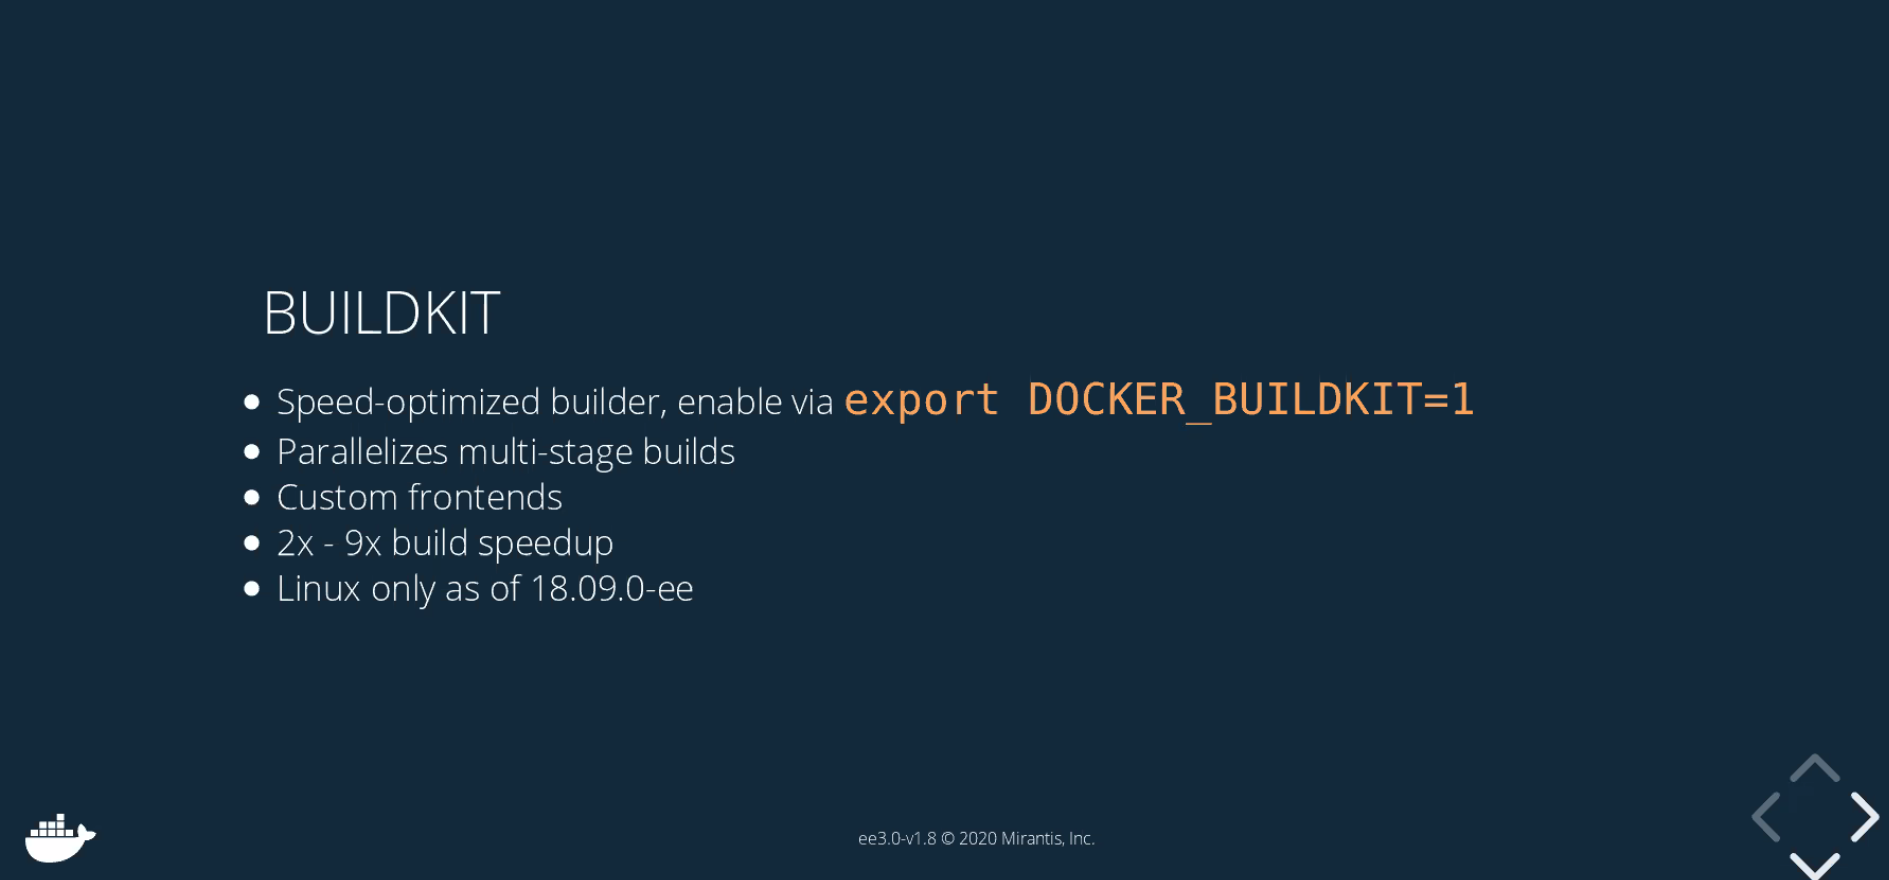 BUILDKIT
Speed-optimized builder, enable via export DOCKER_BUILDKIT=1
Parallelizes multi-stage builds
Custom frontends
2x - 9x build speedup
Linux only as of 18.09.0-ee
ee3.0-v1.8 © 2020 Mirantis, Inc.